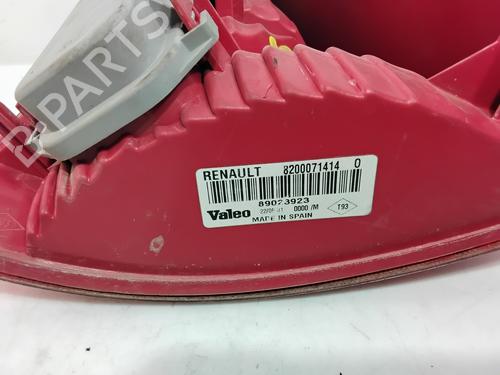 B-PARTS
RENAULT 8200071414 0
89023923
Valeo 0000 /M T93
MADE IN SPAIN